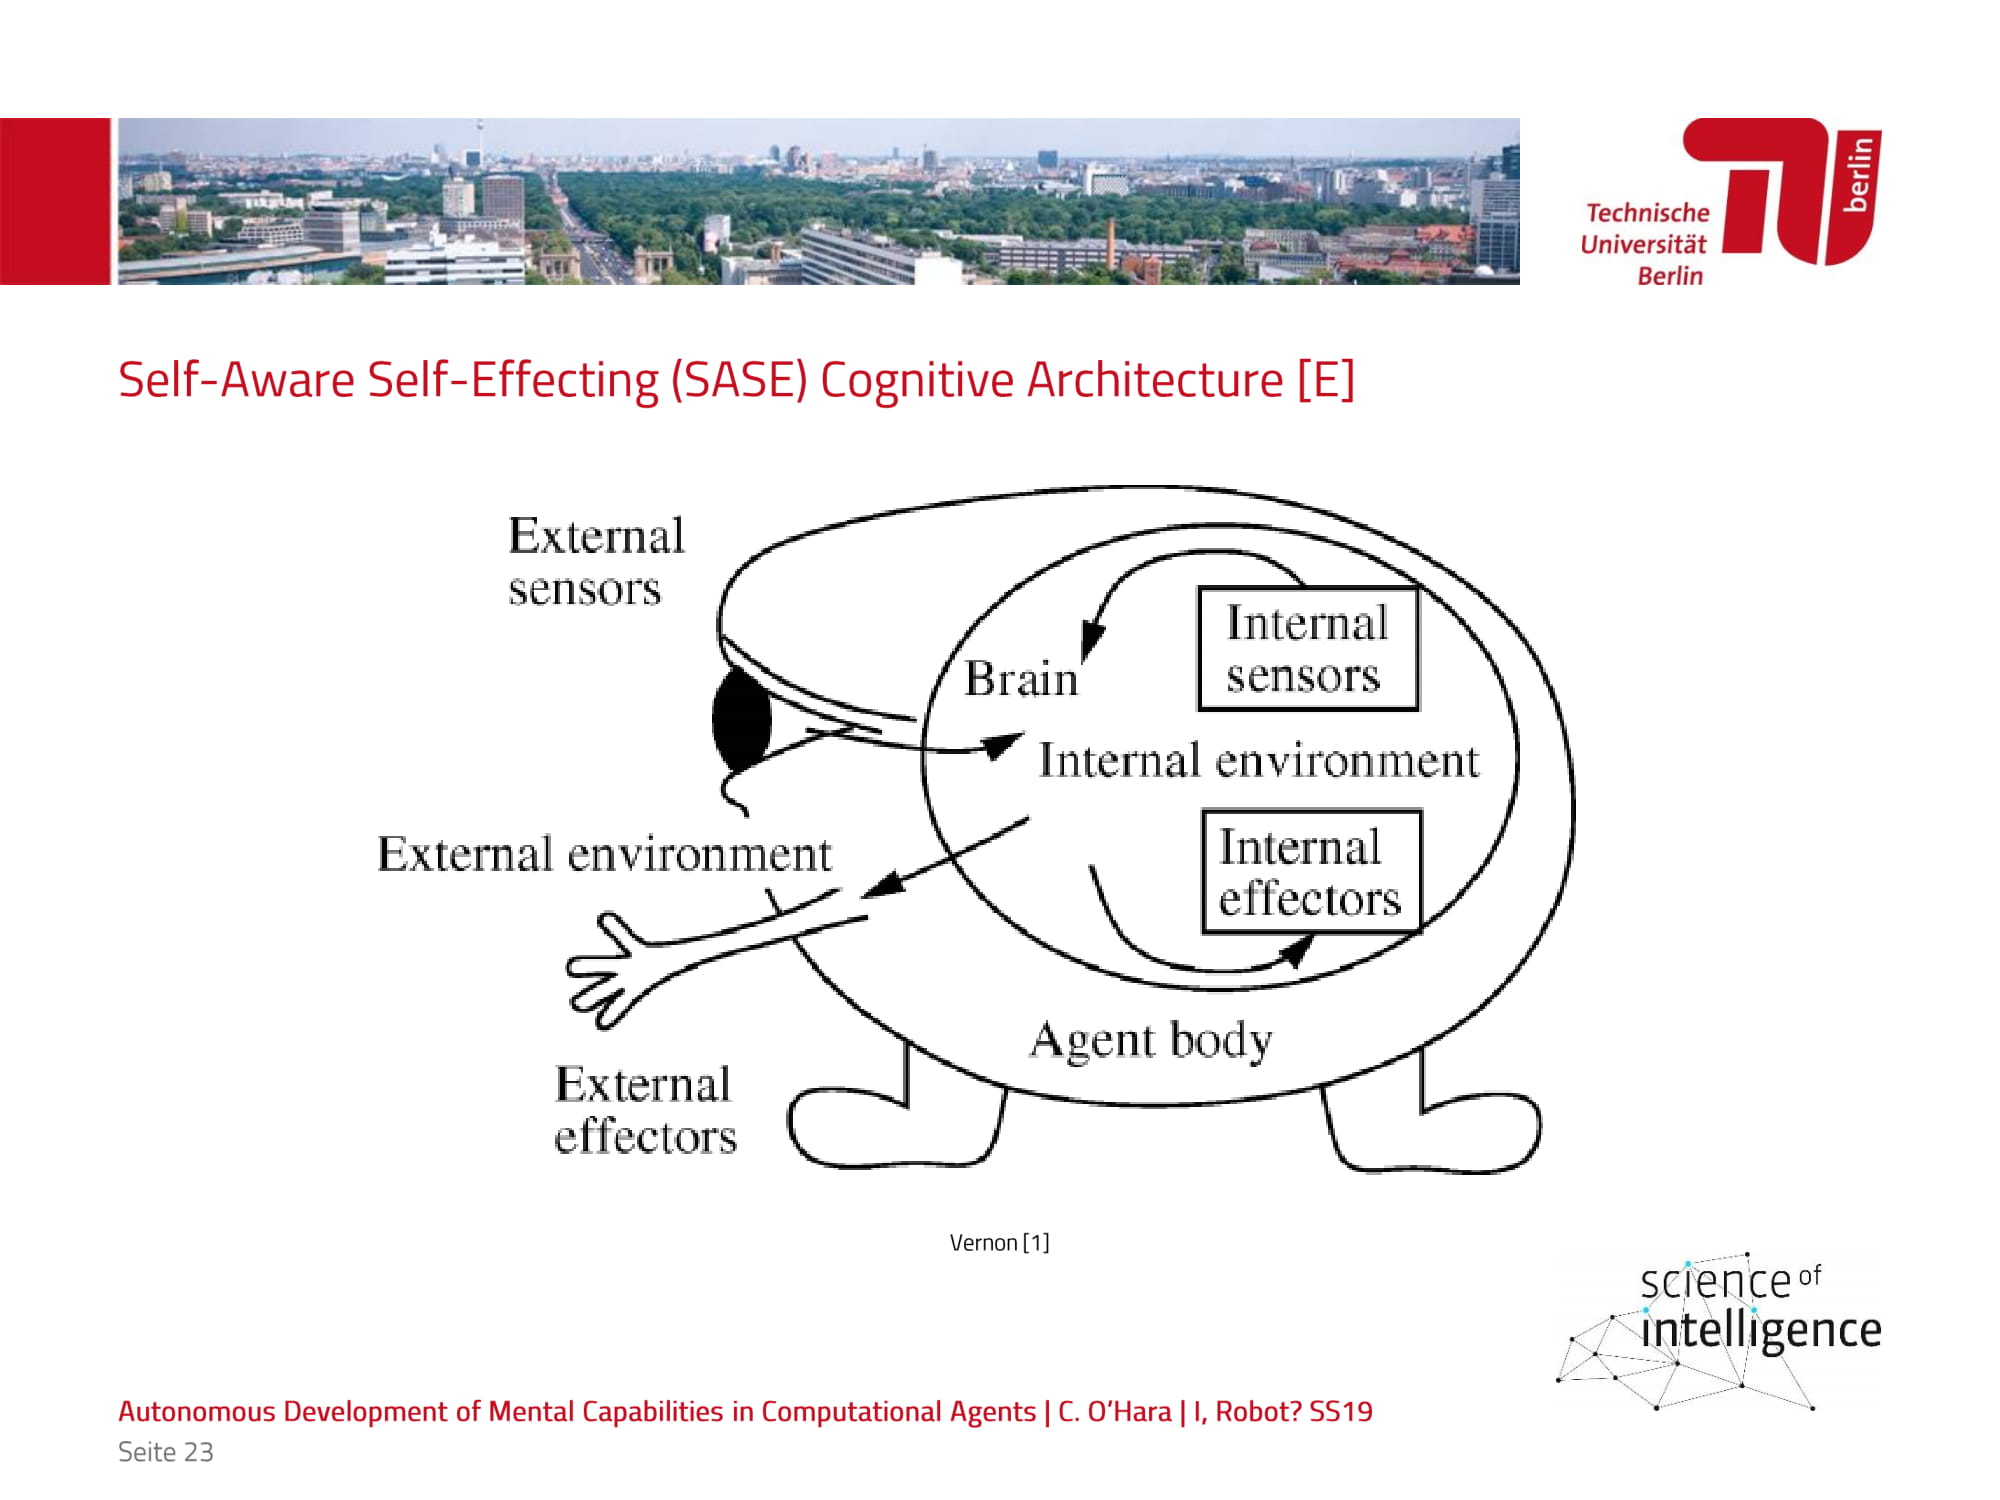 Technische
Universität
Berlin
berlin
Self-Aware Self-Effecting (SASE) Cognitive Architecture [E]
External
sensors
Internal
sensors
Brain
Internal environment
External environment
Internal
effectors
Agent body
External
effectors
Vernon [1]
science of
intelligence
Autonomous Development of Mental Capabilities in Computational Agents | C. O’Hara | I, Robot? SS19
Seite 23